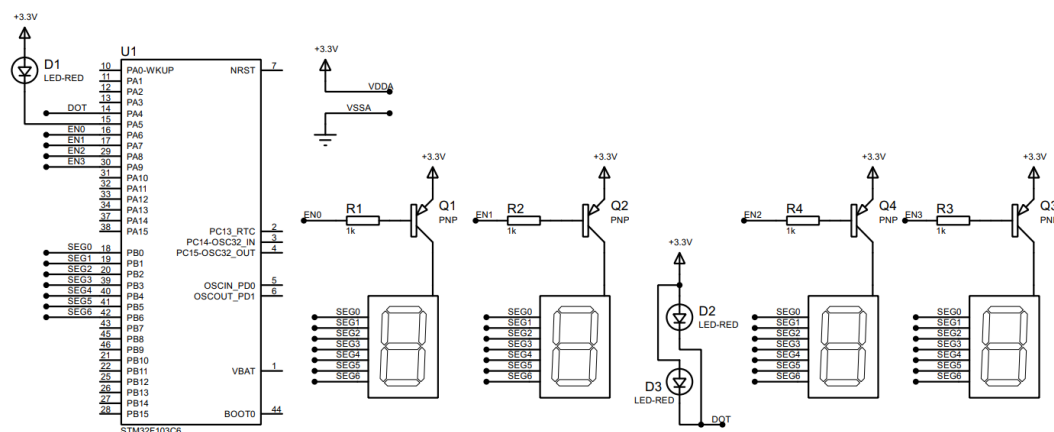 +3.3V
D1
LED-RED
U1
10 PA0-WKUP NRST 7
11 PA1
12 PA2
13 PA3
DOT 14 PA4
15 PA5
EN0 16 PA6
EN1 17 PA7
EN2 29 PA8
EN3 30 PA9
31 PA10
32 PA11
33 PA12
34 PA13
37 PA14
38 PA15
PC13_RTC 2
PC14-OSC32_IN 3
SEG0 18 PB0 PC15-OSC32_OUT 4
SEG1 19 PB1
SEG2 20 PB2
SEG3 39 PB3 OSCIN_PD0 5
SEG4 40 PB4 OSCOUT_PD1 6
SEG5 41 PB5
SEG6 42 PB6
43 PB7
45 PB8
46 PB9
21 PB10
22 PB11 VBAT 1
25 PB12
26 PB13
27 PB14
28 PB15 BOOT0 44
STM32F103C6
+3.3V
VDDA
VSSA
+3.3V
EN0 R1 Q1
1k PNP
SEG0
SEG1
SEG2
SEG3
SEG4
SEG5
SEG6
+3.3V
EN1 R2 Q2
1k PNP
SEG0
SEG1
SEG2
SEG3
SEG4
SEG5
SEG6
+3.3V
D2
LED-RED
D3
LED-RED
DOT
+3.3V
EN2 R4 Q4
1k PNP
SEG0
SEG1
SEG2
SEG3
SEG4
SEG5
SEG6
+3.3V
EN3 R3 Q3
1k PNP
SEG0
SEG1
SEG2
SEG3
SEG4
SEG5
SEG6